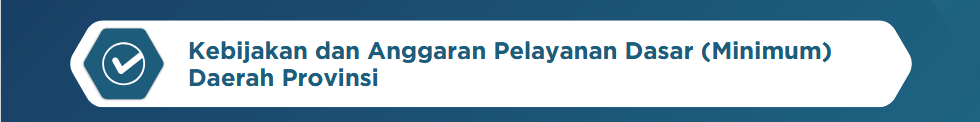 Kebijakan dan Anggaran Pelayanan Dasar (Minimum)
Daerah Provinsi